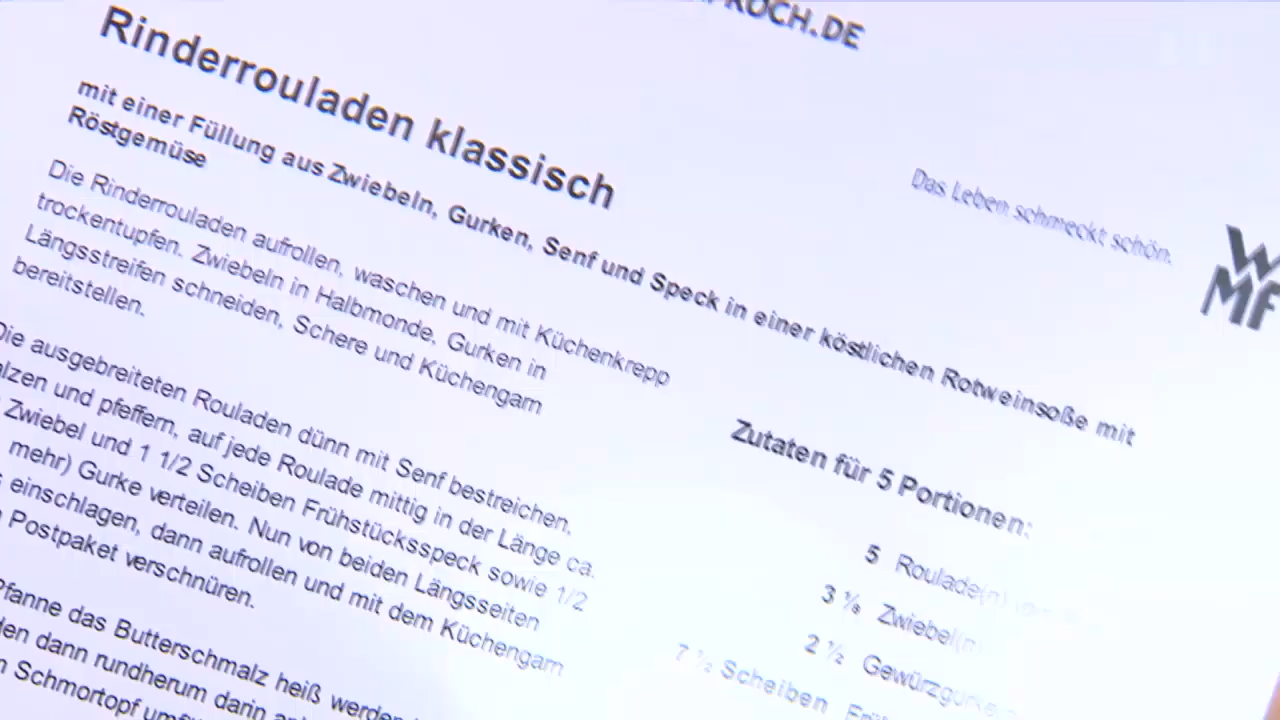 Rinderrouladen klassisch
mit einer Füllung aus Zwiebeln, Gurken, Senf und Speck in einer köstlichen Rotweinsoße mit
Röstgemüse
Die Rinderrouladen aufrollen, waschen und mit Küchenkrepp
trockentupfen. Zwiebeln in Halbmonde, Gurken in
Längsstreifen schneiden, Schere und Küchengarn
bereitstellen.
Die ausgebreiteten Rouladen dünn mit Senf bestreichen.
und pfeffern, auf jede Roulade mittig in der Länge ca.
Zwiebel und 1 1/2 Scheiben Frühstücksspeck sowie 1/2
mehr) Gurke verteilen. Nun von beiden Längsseiten
einschlagen, dann aufrollen und mit dem Küchengarn
Postpaket verschnüren.
Pfanne das Butterschmalz heiß werden
dann rundherum darin
Schmortopf
KOCH.DE
Das Leben schmeckt schön.
WMF
Zutaten für 5 Portionen:
5 Roulade(n)
3 ⅛ Zwiebel(n)
2 ½ Gewürzgurke
7 ½ Scheiben